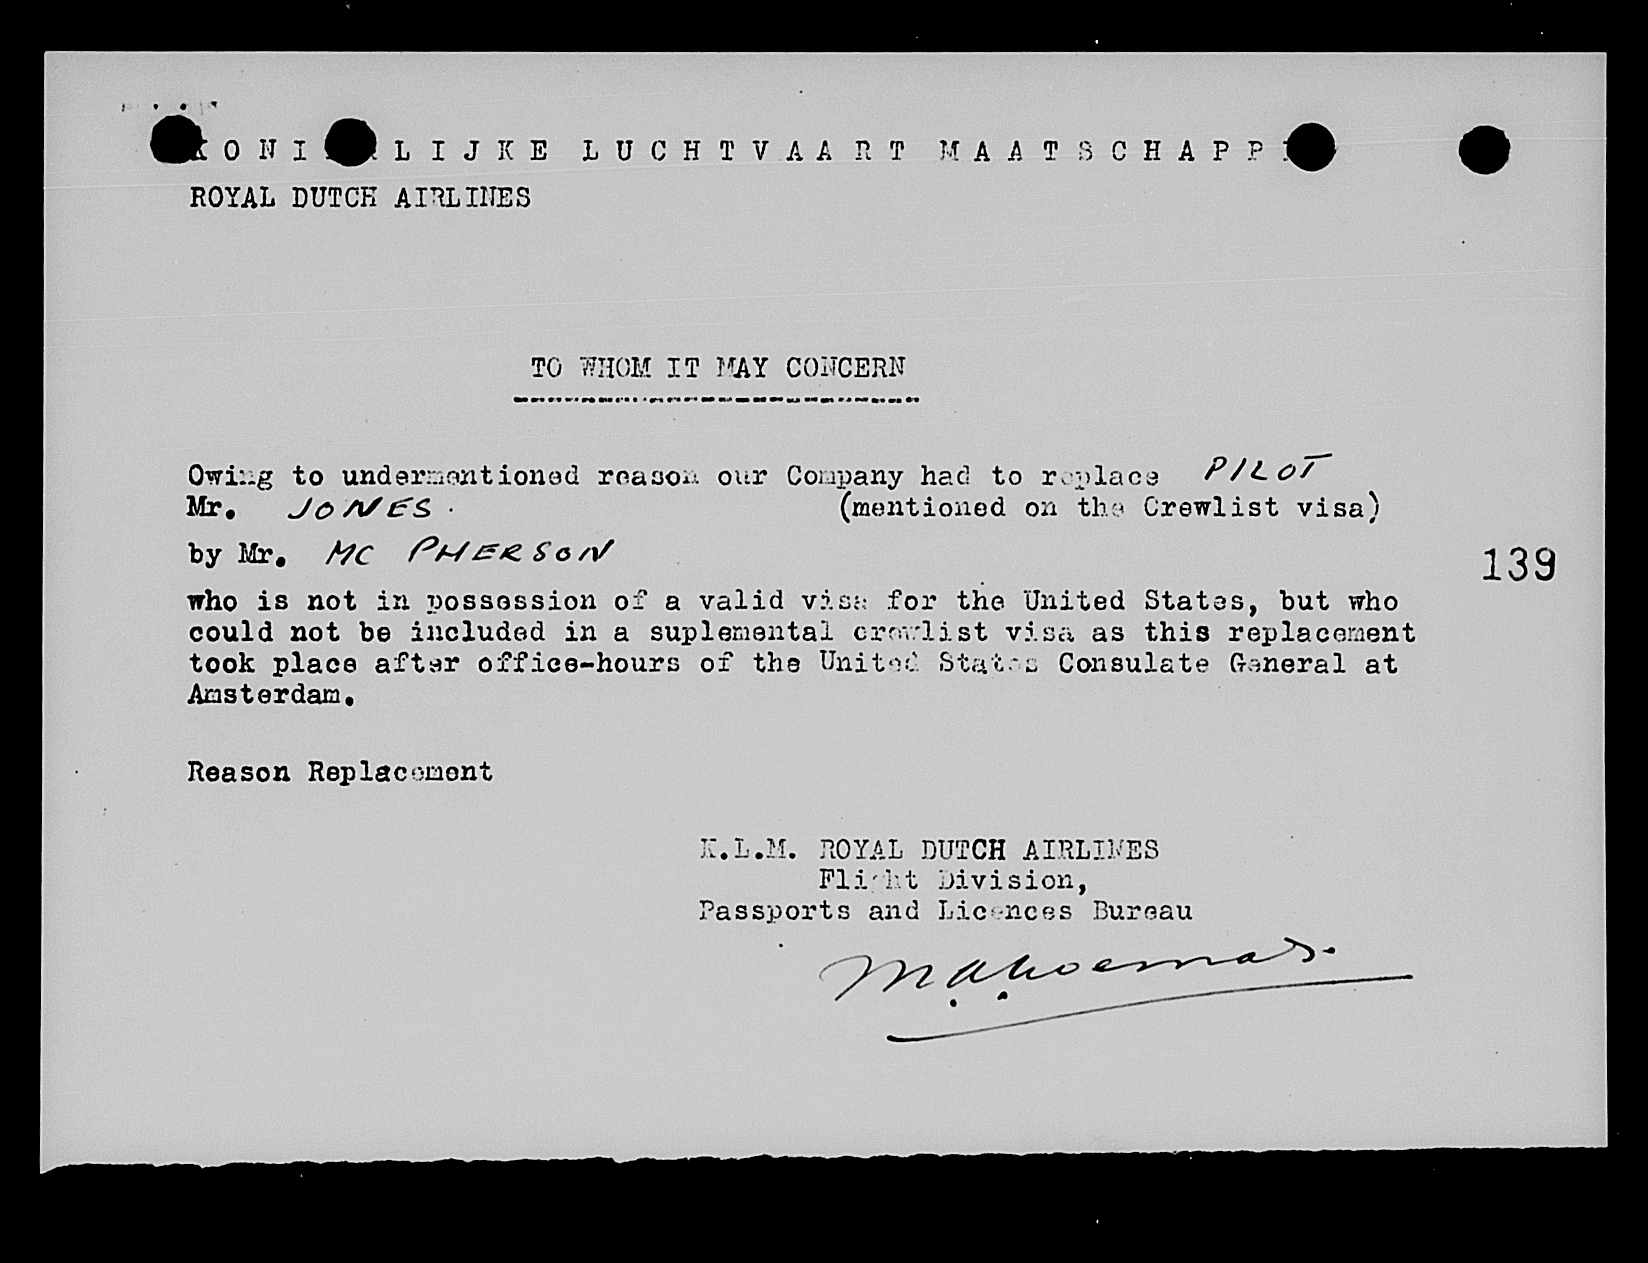 KONINKLIJKE LUCHTVAART MAATSCHAPPIJ
ROYAL DUTCH AIRLINES
TO WHOM IT MAY CONCERN
Owing to undermentioned reason our Company had to replace PILOT
Mr. JONES. (mentioned on the Crewlist visa)
by Mr. MC PHERSON
139
who is not in possession of a valid visa for the United States, but who
could not be included in a suplemental crewlist visa as this replacement
took place after office-hours of the United States Consulate General at
Amsterdam.
Reason Replacement
K.L.M. ROYAL DUTCH AIRLINES
Flight Division,
Passports and Licences Bureau